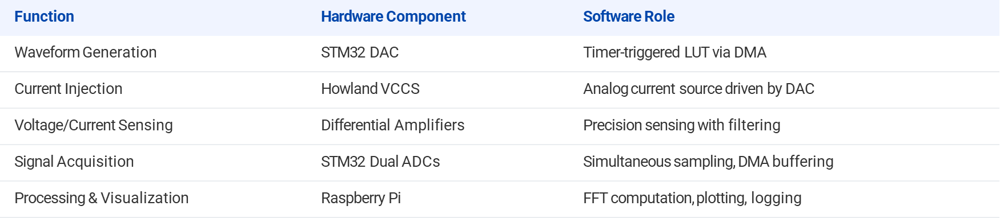 Function Hardware Component Software Role
Waveform Generation STM32 DAC Timer-triggered LUT via DMA
Current Injection Howland VCCS Analog current source driven by DAC
Voltage/Current Sensing Differential Amplifiers Precision sensing with filtering
Signal Acquisition STM32 Dual ADCs Simultaneous sampling, DMA buffering
Processing & Visualization Raspberry Pi FFT computation, plotting, logging